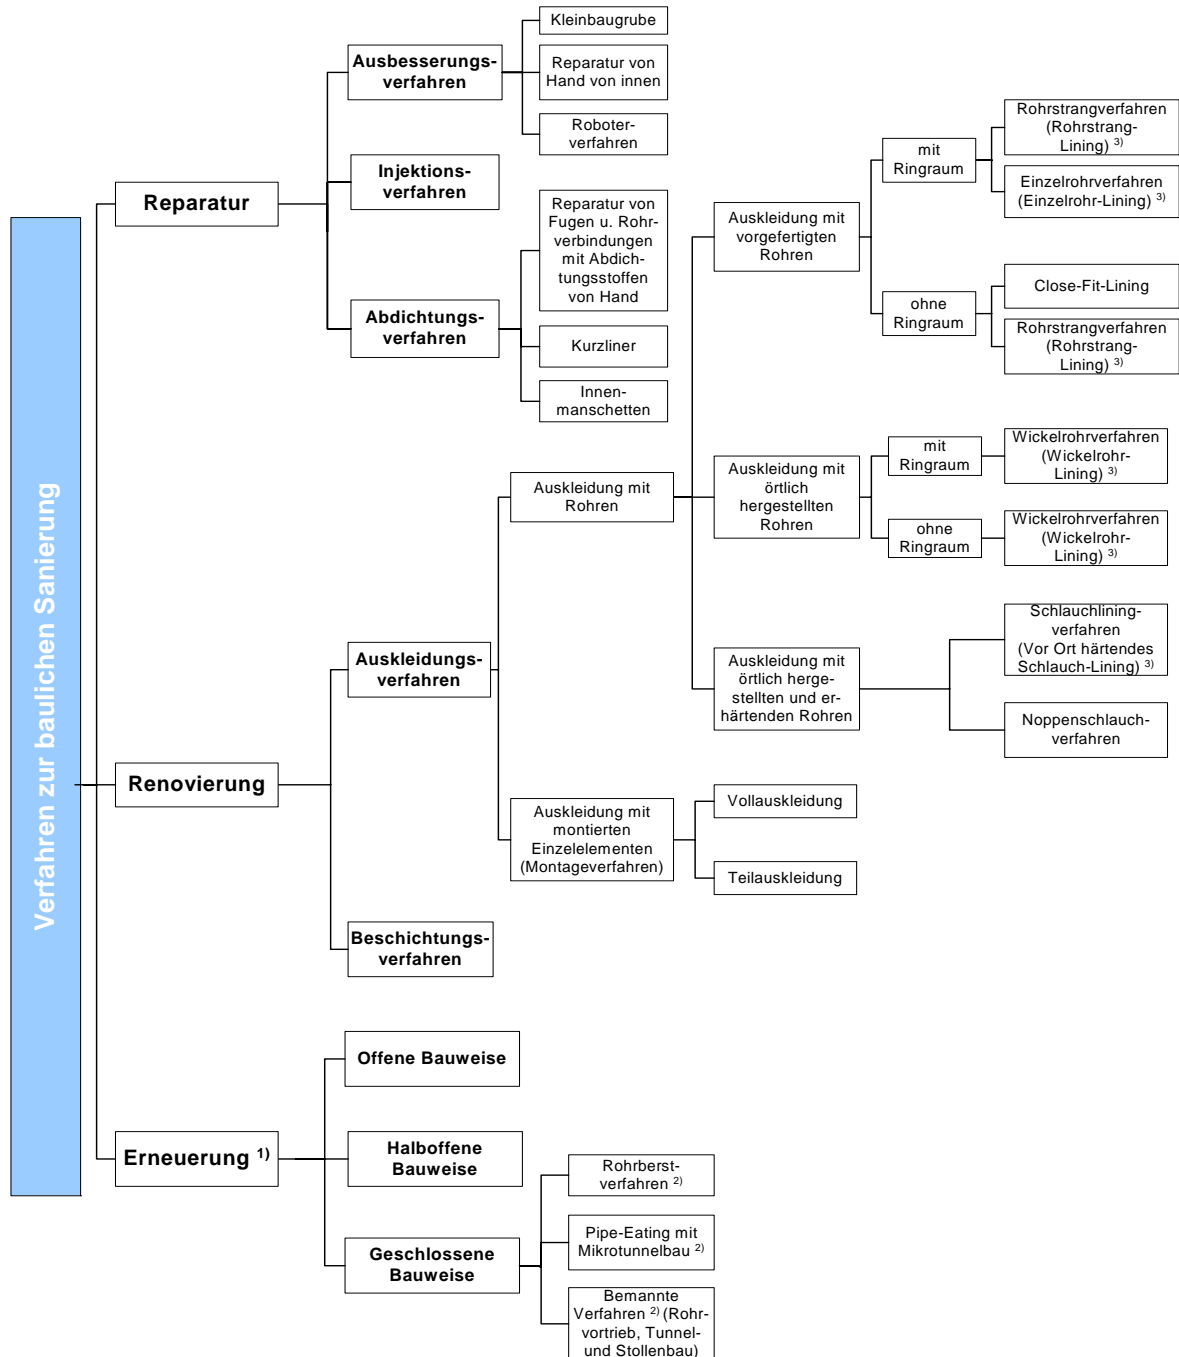 Verfahren zur baulichen Sanierung
Reparatur
Ausbesserungs-
verfahren
Kleinbaugrube
Reparatur von
Hand von innen
Roboter-
verfahren
Injektions-
verfahren
Abdichtungs-
verfahren
Reparatur von
Fugen u. Rohr-
verbindungen
mit Abdich-
tungsstoffen
von Hand
Kurzliner
Innen-
manschetten
Renovierung
Auskleidungs-
verfahren
Auskleidung mit
Rohren
Auskleidung mit
vorgefertigten
Rohren
mit
Ringraum
Rohrstrangverfahren
(Rohrstrang-
Lining) 3)
Einzelrohrverfahren
(Einzelrohr-Lining) 3)
ohne
Ringraum
Close-Fit-Lining
Rohrstrangverfahren
(Rohrstrang-
Lining) 3)
Auskleidung mit
örtlich
hergestellten
Rohren
mit
Ringraum
Wickelrohrverfahren
(Wickelrohr-
Lining) 3)
ohne
Ringraum
Wickelrohrverfahren
(Wickelrohr-
Lining) 3)
Auskleidung mit
örtlich herge-
stellten und er-
härtenden Rohren
Schlauchlining-
verfahren
(Vor Ort härtendes
Schlauch-Lining) 3)
Noppenschlauch-
verfahren
Auskleidung mit
montierten
Einzelelementen
(Montageverfahren)
Vollauskleidung
Teilauskleidung
Beschichtungs-
verfahren
Erneuerung 1)
Offene Bauweise
Halboffene
Bauweise
Geschlossene
Bauweise
Rohrberst-
verfahren 2)
Pipe-Eating mit
Mikrotunnelbau 2)
Bemannte
Verfahren 2) (Rohr-
vortrieb, Tunnel-
und Stollenbau)